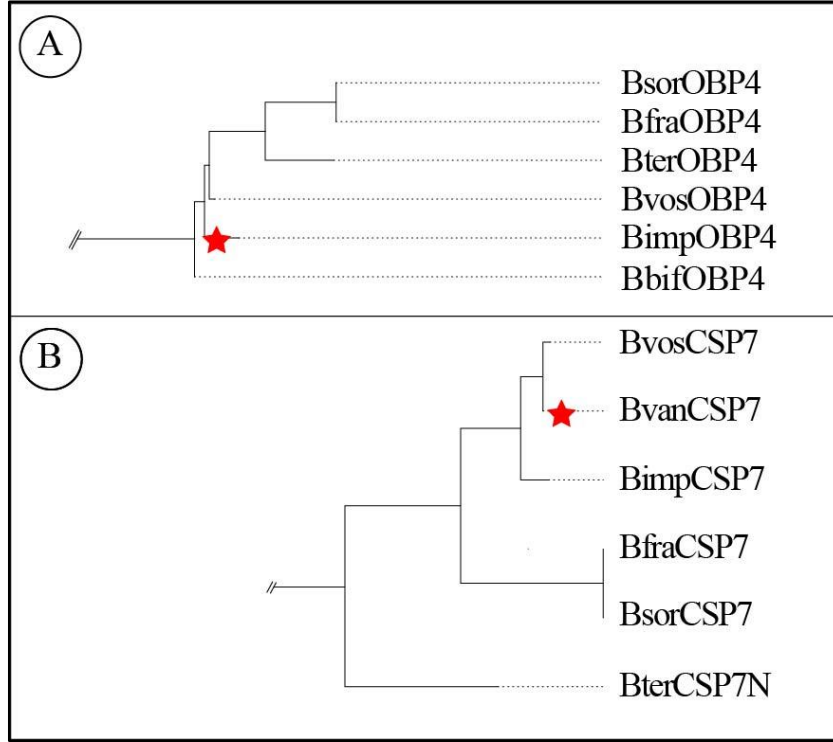 A
BsorOBP4
BfraOBP4
BterOBP4
BvosOBP4
BimpOBP4
BbifOBP4
B
BvosCSP7
BvanCSP7
BimpCSP7
BfraCSP7
BsorCSP7
BterCSP7N